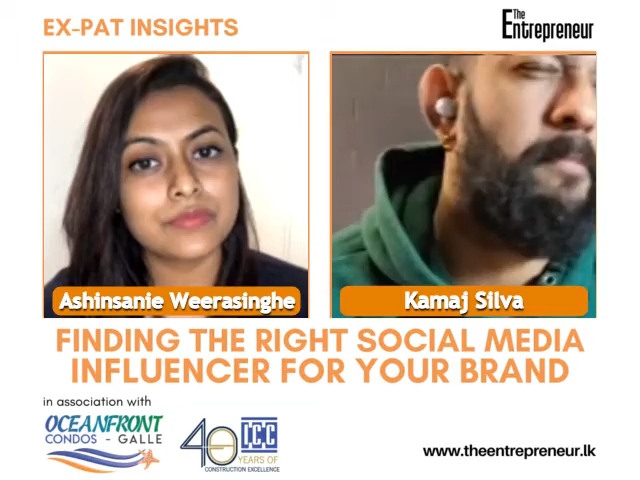 EX-PAT INSIGHTS
The
Entrepreneur
Ashinsanie Weerasinghe
Kamaj Silva
FINDING THE RIGHT SOCIAL MEDIA
INFLUENCER FOR YOUR BRAND
in association with
OCEANFRONT
CONDOS - GALLE
40
ICC
YEARS OF
CONSTRUCTION EXCELLENCE
www.theentrepreneur.lk